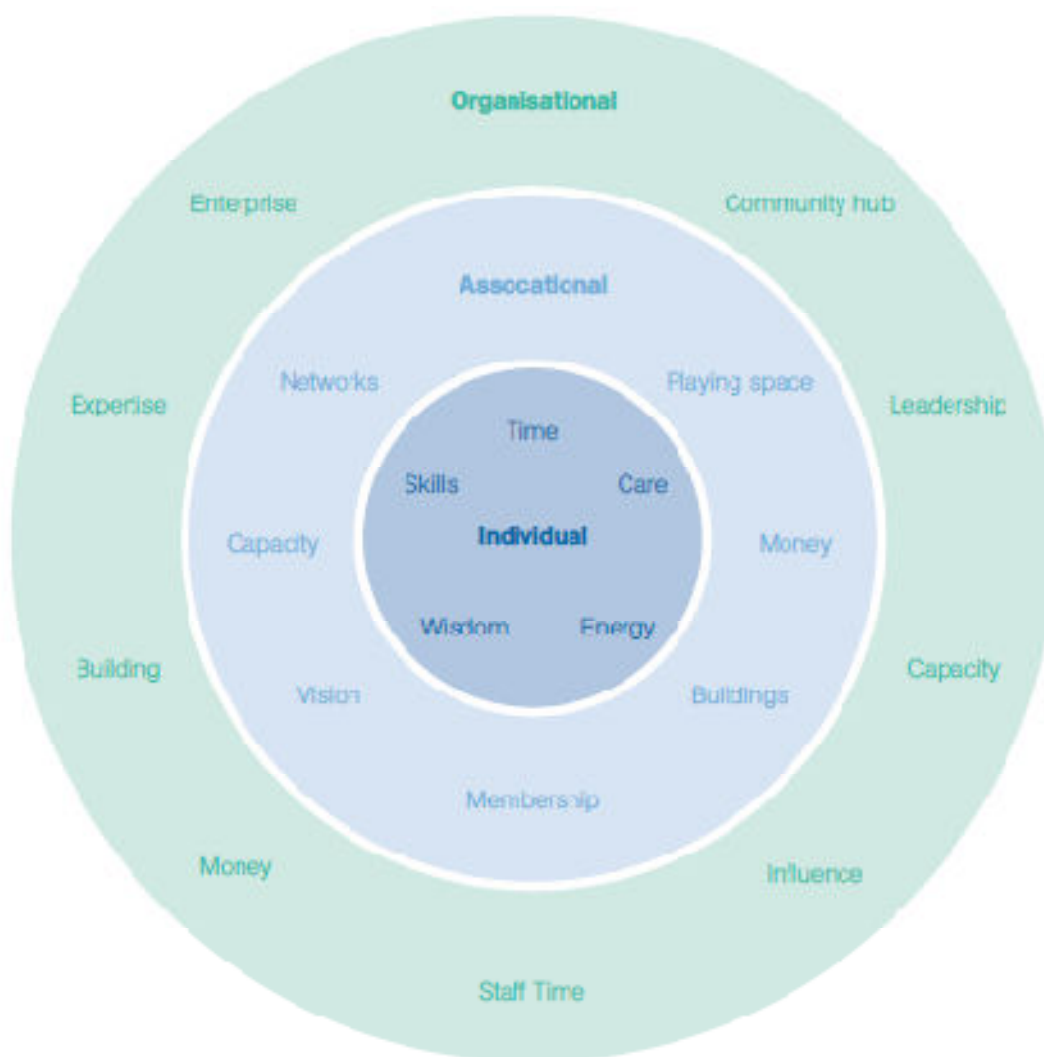 Organisational
Enterprise
Community hub
Assocational
Networks
Playing space
Expertise
Leadership
Time
Skills
Care
Individual
Capacity
Money
Wisdom
Energy
Building
Capacity
Vision
Buildings
Membership
Money
Influence
Staff Time